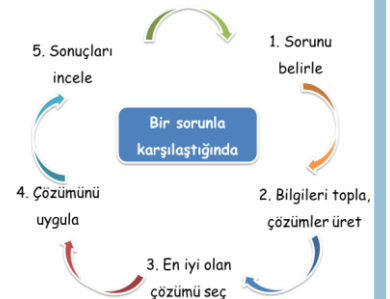 Bir sorunla
karşılaştığında
1. Sorunu
belirle
2. Bilgileri topla,
çözümler üret
3. En iyi olan
çözümü seç
4. Çözümünü
uygula
5. Sonuçları
incele